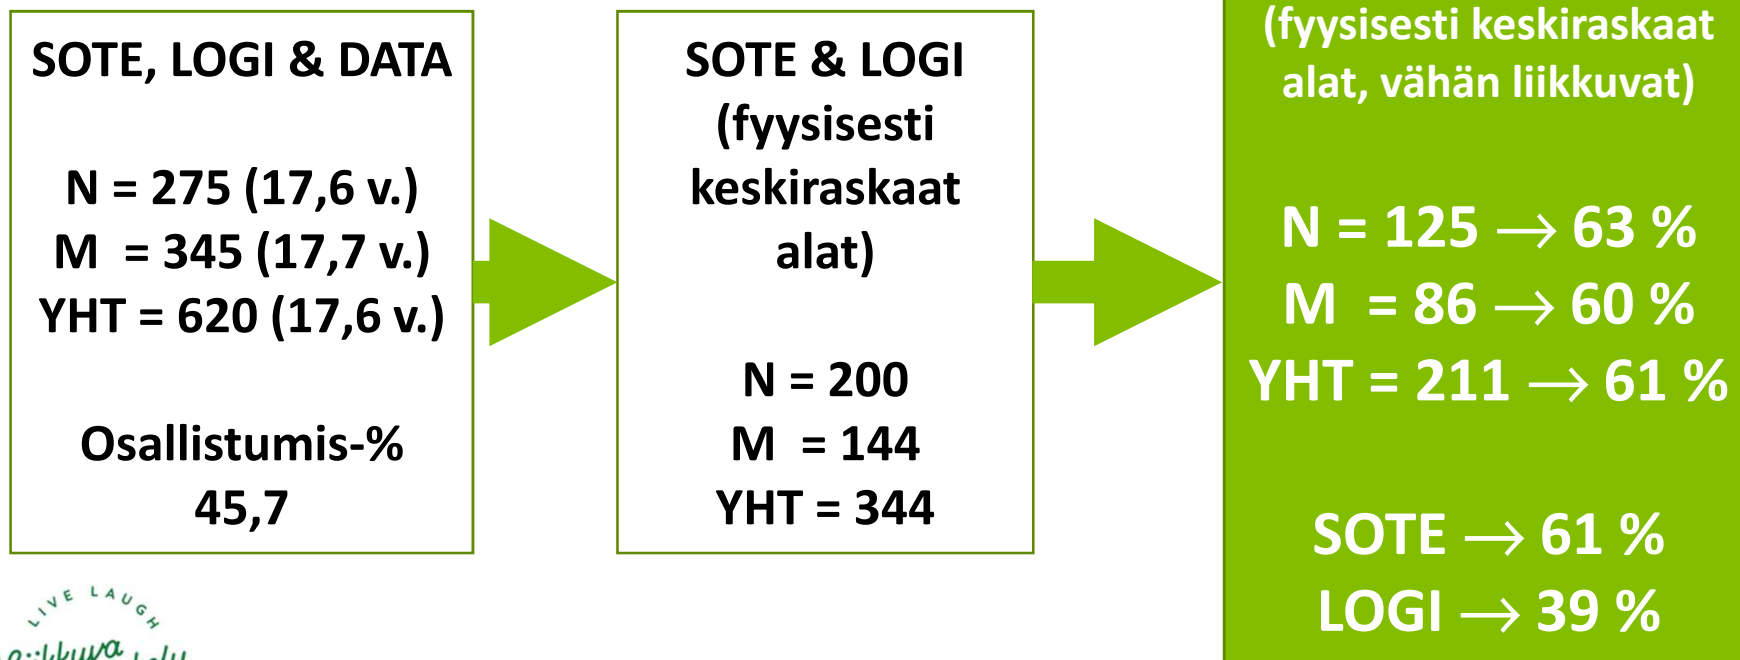 SOTE, LOGI & DATA
N = 275 (17,6 v.)
M = 345 (17,7 v.)
YHT = 620 (17,6 v.)
Osallistumis-%
45,7
SOTE & LOGI
(fyysisesti
keskiraskaat
alat)
N = 200
M = 144
YHT = 344
(fyysisesti keskiraskaat
alat, vähän liikkuvat)
N = 125 → 63 %
M = 86 → 60 %
YHT = 211 → 61 %
SOTE → 61 %
LOGI → 39 %
LIVE LAUGH